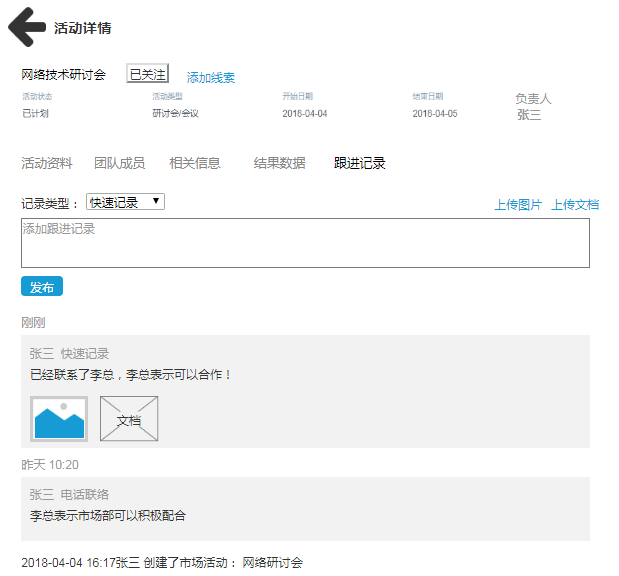 活动详情
网络技术研讨会 已关注 添加线索
活动状态 活动类型 开始日期 结束日期 负责人
已计划 研讨会/会议 2018-04-04 2018-04-05 张三
活动资料 团队成员 相关信息 结果数据 跟进记录
记录类型： 快速记录 上传图片 上传文档
添加跟进记录
发布
刚刚
张三 快速记录
已经联系了李总，李总表示可以合作！
文档
昨天 10:20
张三 电话联络
李总表示市场部可以积极配合
2018-04-04 16:17张三 创建了市场活动： 网络研讨会